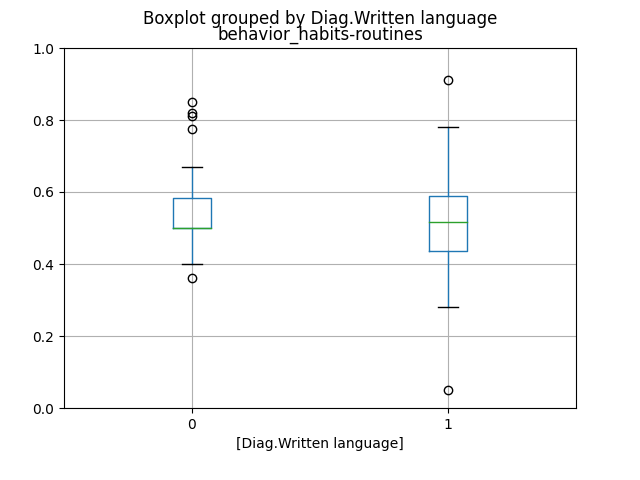 Boxplot grouped by Diag.Written language
behavior_habits-routines
1.0
0.8
0.6
0.4
0.2
0.0
0 1
[Diag.Written language]